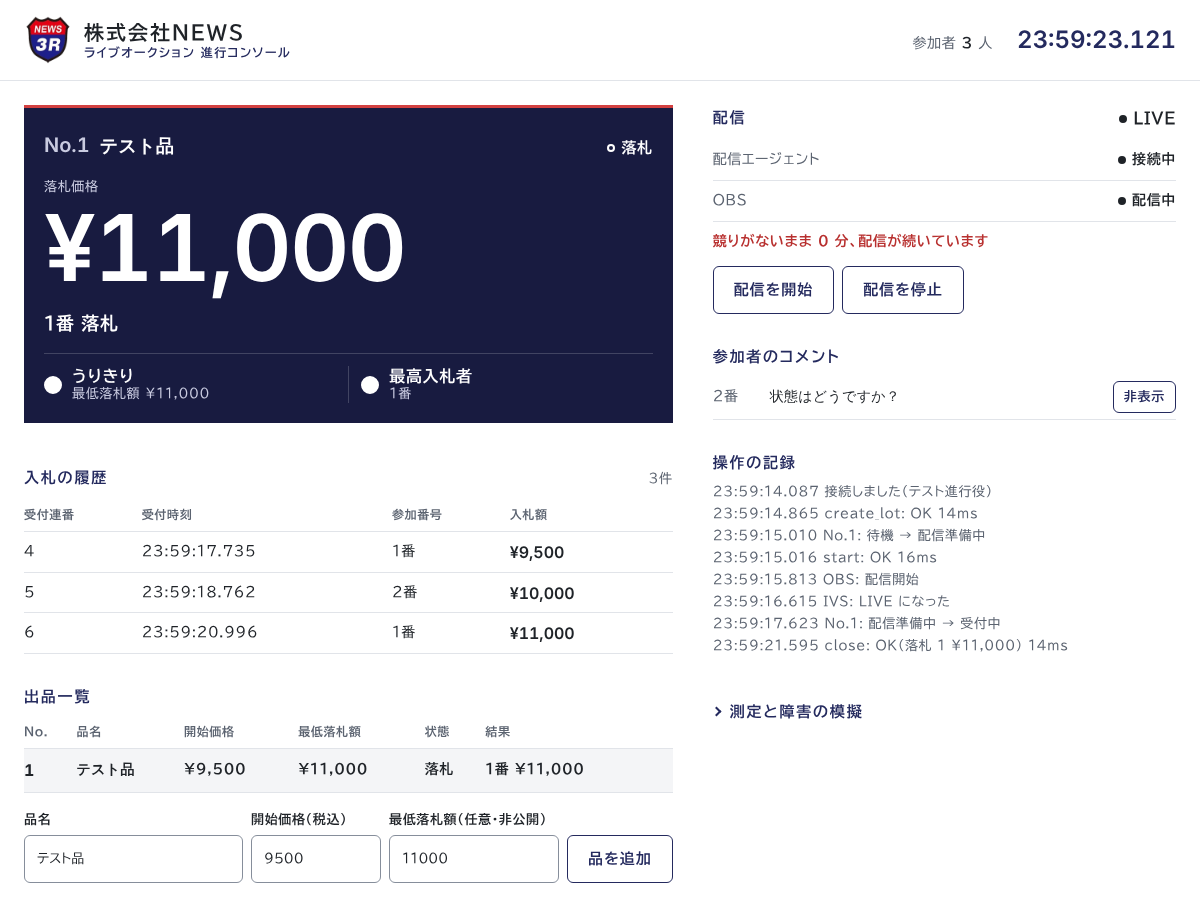 NEWS
3R
株式会社NEWS
ライブオークション 進行コンソール
参加者 3 人
23:59:23.121
No.1 テスト品
落札
落札価格
¥11,000
1番 落札
うりきり
最低落札額 ¥11,000
最高入札者
1番
入札の履歴
3件
受付連番 受付時刻 参加番号 入札額
4 23:59:17.735 1番 ¥9,500
5 23:59:18.762 2番 ¥10,000
6 23:59:20.996 1番 ¥11,000
出品一覧
No. 品名 開始価格 最低落札額 状態 結果
1 テスト品 ¥9,500 ¥11,000 落札 1番 ¥11,000
品名 開始価格(税込) 最低落札額(任意・非公開)
テスト品 9500 11000 品を追加
配信
LIVE
配信エージェント 接続中
OBS 配信中
競りがないまま 0 分、配信が続いています
配信を開始 配信を停止
参加者のコメント
2番 状態はどうですか？ 非表示
操作の記録
23:59:14.087 接続しました(テスト進行役)
23:59:14.865 create_lot: OK 14ms
23:59:15.010 No.1: 待機 → 配信準備中
23:59:15.016 start: OK 16ms
23:59:15.813 OBS: 配信開始
23:59:16.615 IVS: LIVE になった
23:59:17.623 No.1: 配信準備中 → 受付中
23:59:21.595 close: OK(落札 1 ¥11,000) 14ms
測定と障害の模擬